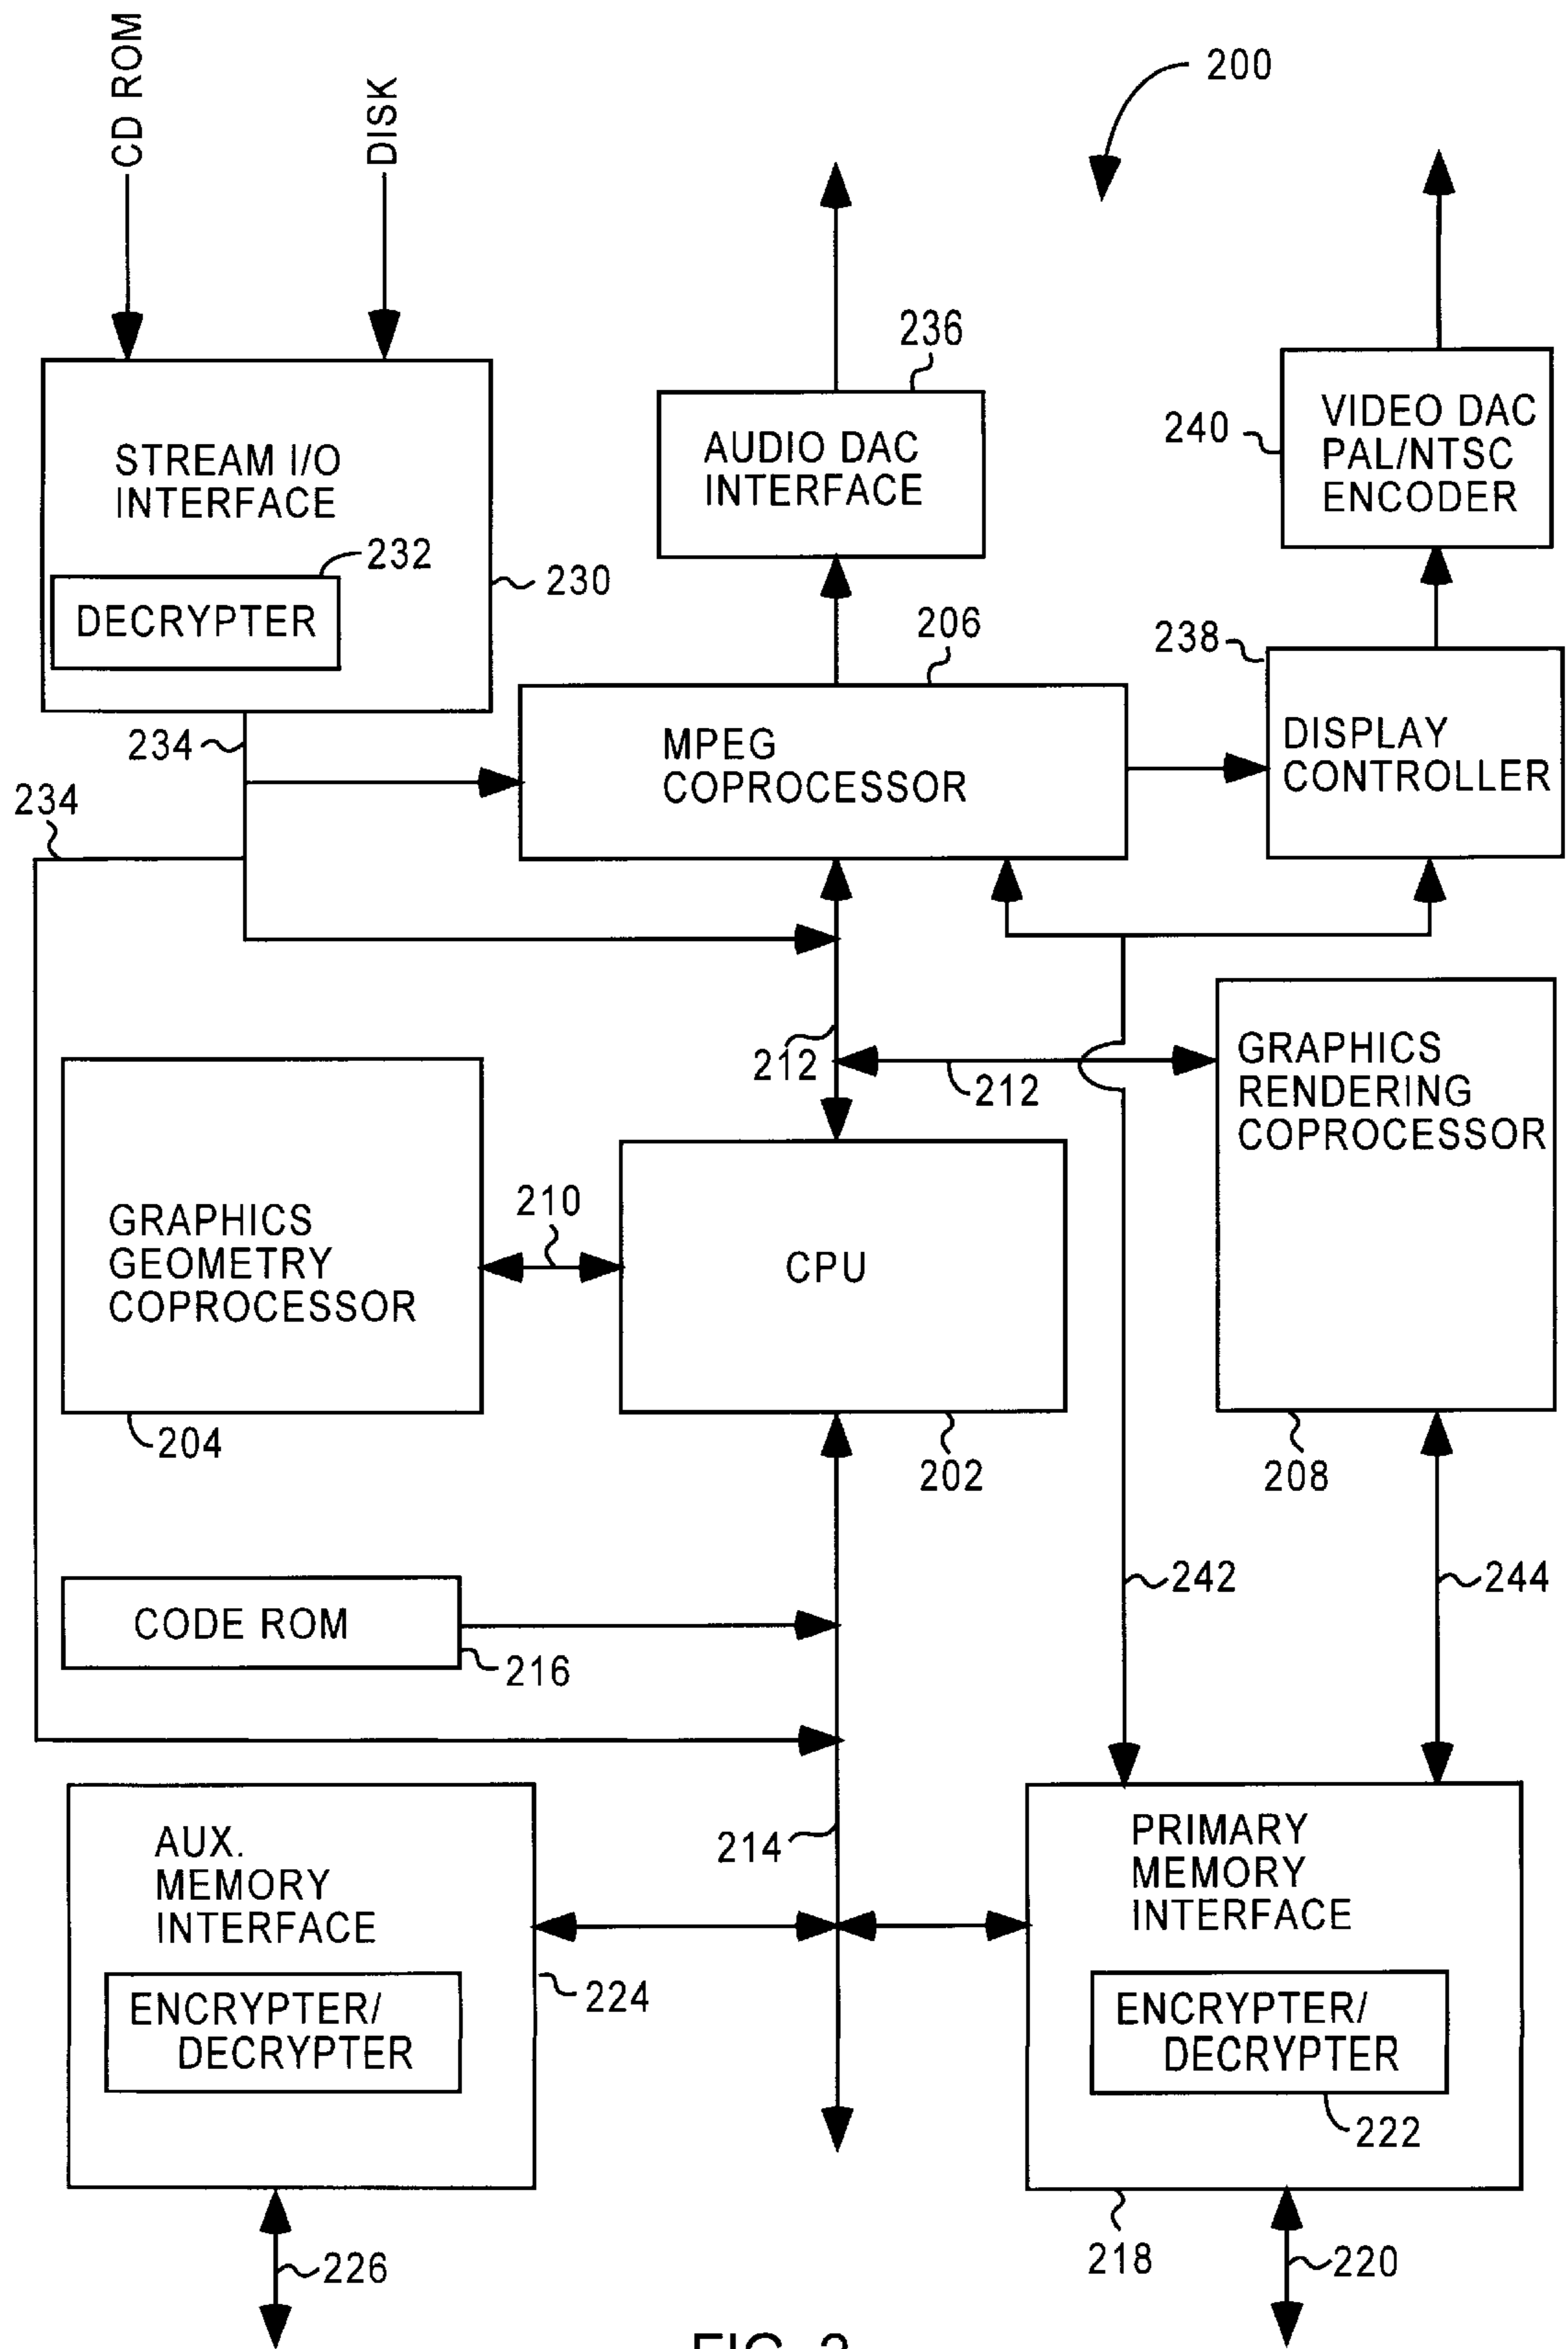 CD ROM
DISK
200
236
AUDIO DAC
INTERFACE
240
VIDEO DAC
PAL/NTSC
ENCODER
STREAM I/O
INTERFACE
232
DECRYPTER
230
206
238
234
MPEG
COPROCESSOR
DISPLAY
CONTROLLER
234
212
212
GRAPHICS
RENDERING
COPROCESSOR
210
GRAPHICS
GEOMETRY
COPROCESSOR
CPU
204
202
208
242
244
CODE ROM
216
214
AUX.
MEMORY
INTERFACE
PRIMARY
MEMORY
INTERFACE
ENCRYPTER/
DECRYPTER
224
ENCRYPTER/
DECRYPTER
222
226
218
220